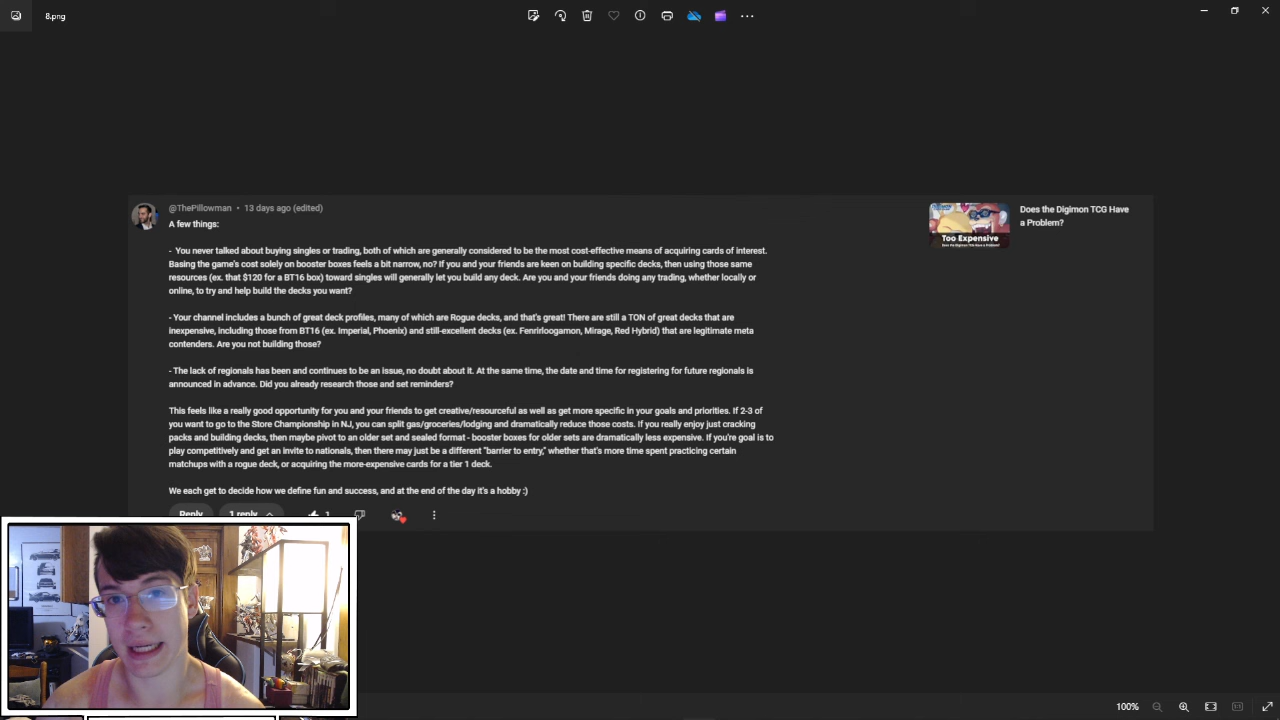 8.png
@ThePillowman • 13 days ago (edited)
A few things:
- You never talked about buying singles or trading, both of which are generally considered to be the most cost-effective means of acquiring cards of interest.
Basing the game's cost solely on booster boxes feels a bit narrow, no? If you and your friends are keen on building specific decks, then using those same
resources (ex. that $120 for a BT16 box) toward singles will generally let you build any deck. Are you and your friends doing any trading, whether locally or
online, to try and help build the decks you want?
- Your channel includes a bunch of great deck profiles, many of which are Rogue decks, and that's great! There are still a TON of great decks that are
inexpensive, including those from BT16 (ex. Imperial, Phoenix) and still-excellent decks (ex. Fenrirloogamon, Mirage, Red Hybrid) that are legitimate meta
contenders. Are you not building those?
- The lack of regionals has been and continues to be an issue, no doubt about it. At the same time, the date and time for registering for future regionals is
announced in advance. Did you already research those and set reminders?
This feels like a really good opportunity for you and your friends to get creative/resourceful as well as get more specific in your goals and priorities. If 2-3 of
you want to go to the Store Championship in NJ, you can split gas/groceries/lodging and dramatically reduce those costs. If you really enjoy just cracking
packs and building decks, then maybe pivot to an older set and sealed format - booster boxes for older sets are dramatically less expensive. If you're goal is to
play competitively and get an invite to nationals, then there may just be a different "barrier to entry," whether that's more time spent practicing certain
matchups with a rogue deck, or acquiring the more-expensive cards for a tier 1 deck.
We each get to decide how we define fun and success, and at the end of the day it's a hobby :)
Reply 1 reply 1
Too Expensive
Does the Digimon TCG Have a Problem?
Does the Digimon TCG Have
a Problem?
100%